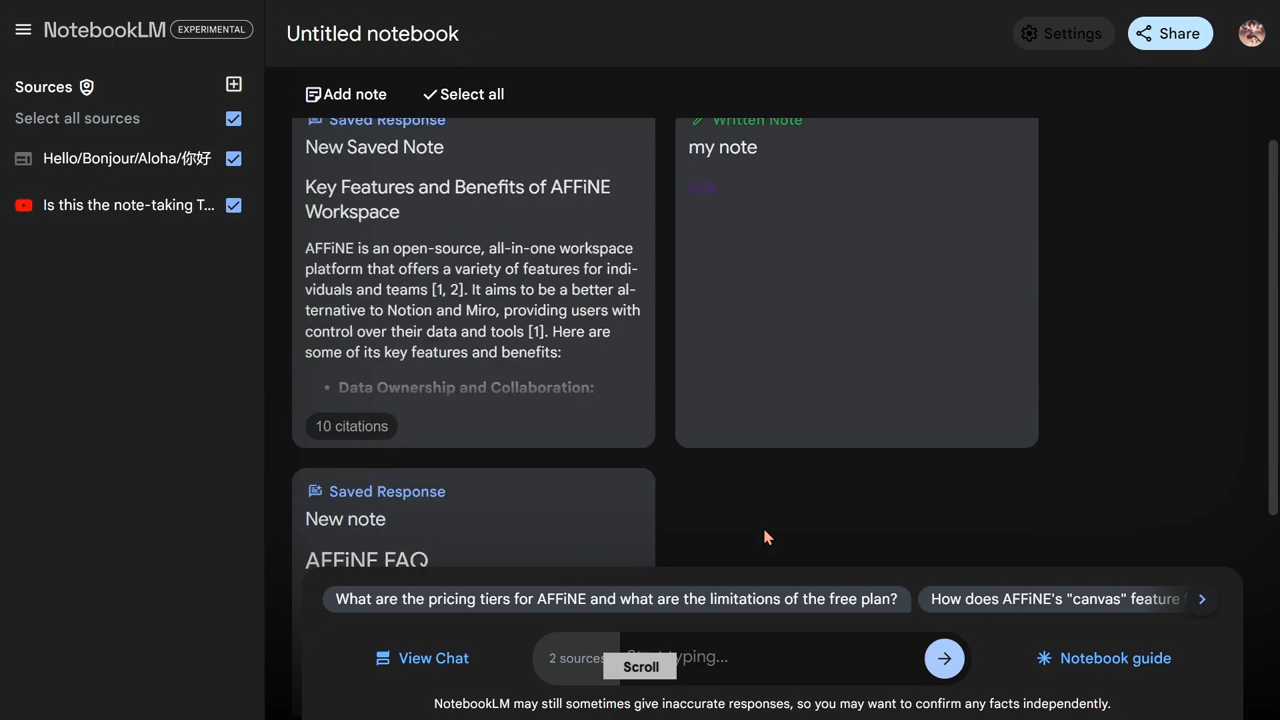 NotebookLM EXPERIMENTAL
Untitled notebook
Settings
Share
Sources
Select all sources
Hello/Bonjour/Aloha/你好
Is this the note-taking T...
Add note
Select all
Saved Response
New Saved Note
Key Features and Benefits of AFFiNE
Workspace
AFFiNE is an open-source, all-in-one workspace
platform that offers a variety of features for indi-
viduals and teams [1, 2]. It aims to be a better al-
ternative to Notion and Miro, providing users with
control over their data and tools [1]. Here are
some of its key features and benefits:
• Data Ownership and Collaboration:
10 citations
Written Note
my note
Saved Response
New note
AFFiNE FAQ
What are the pricing tiers for AFFiNE and what are the limitations of the free plan?
How does AFFiNE's "canvas" feature
View Chat
2 sources
typing...
Scroll
Notebook guide
NotebookLM may still sometimes give inaccurate responses, so you may want to confirm any facts independently.